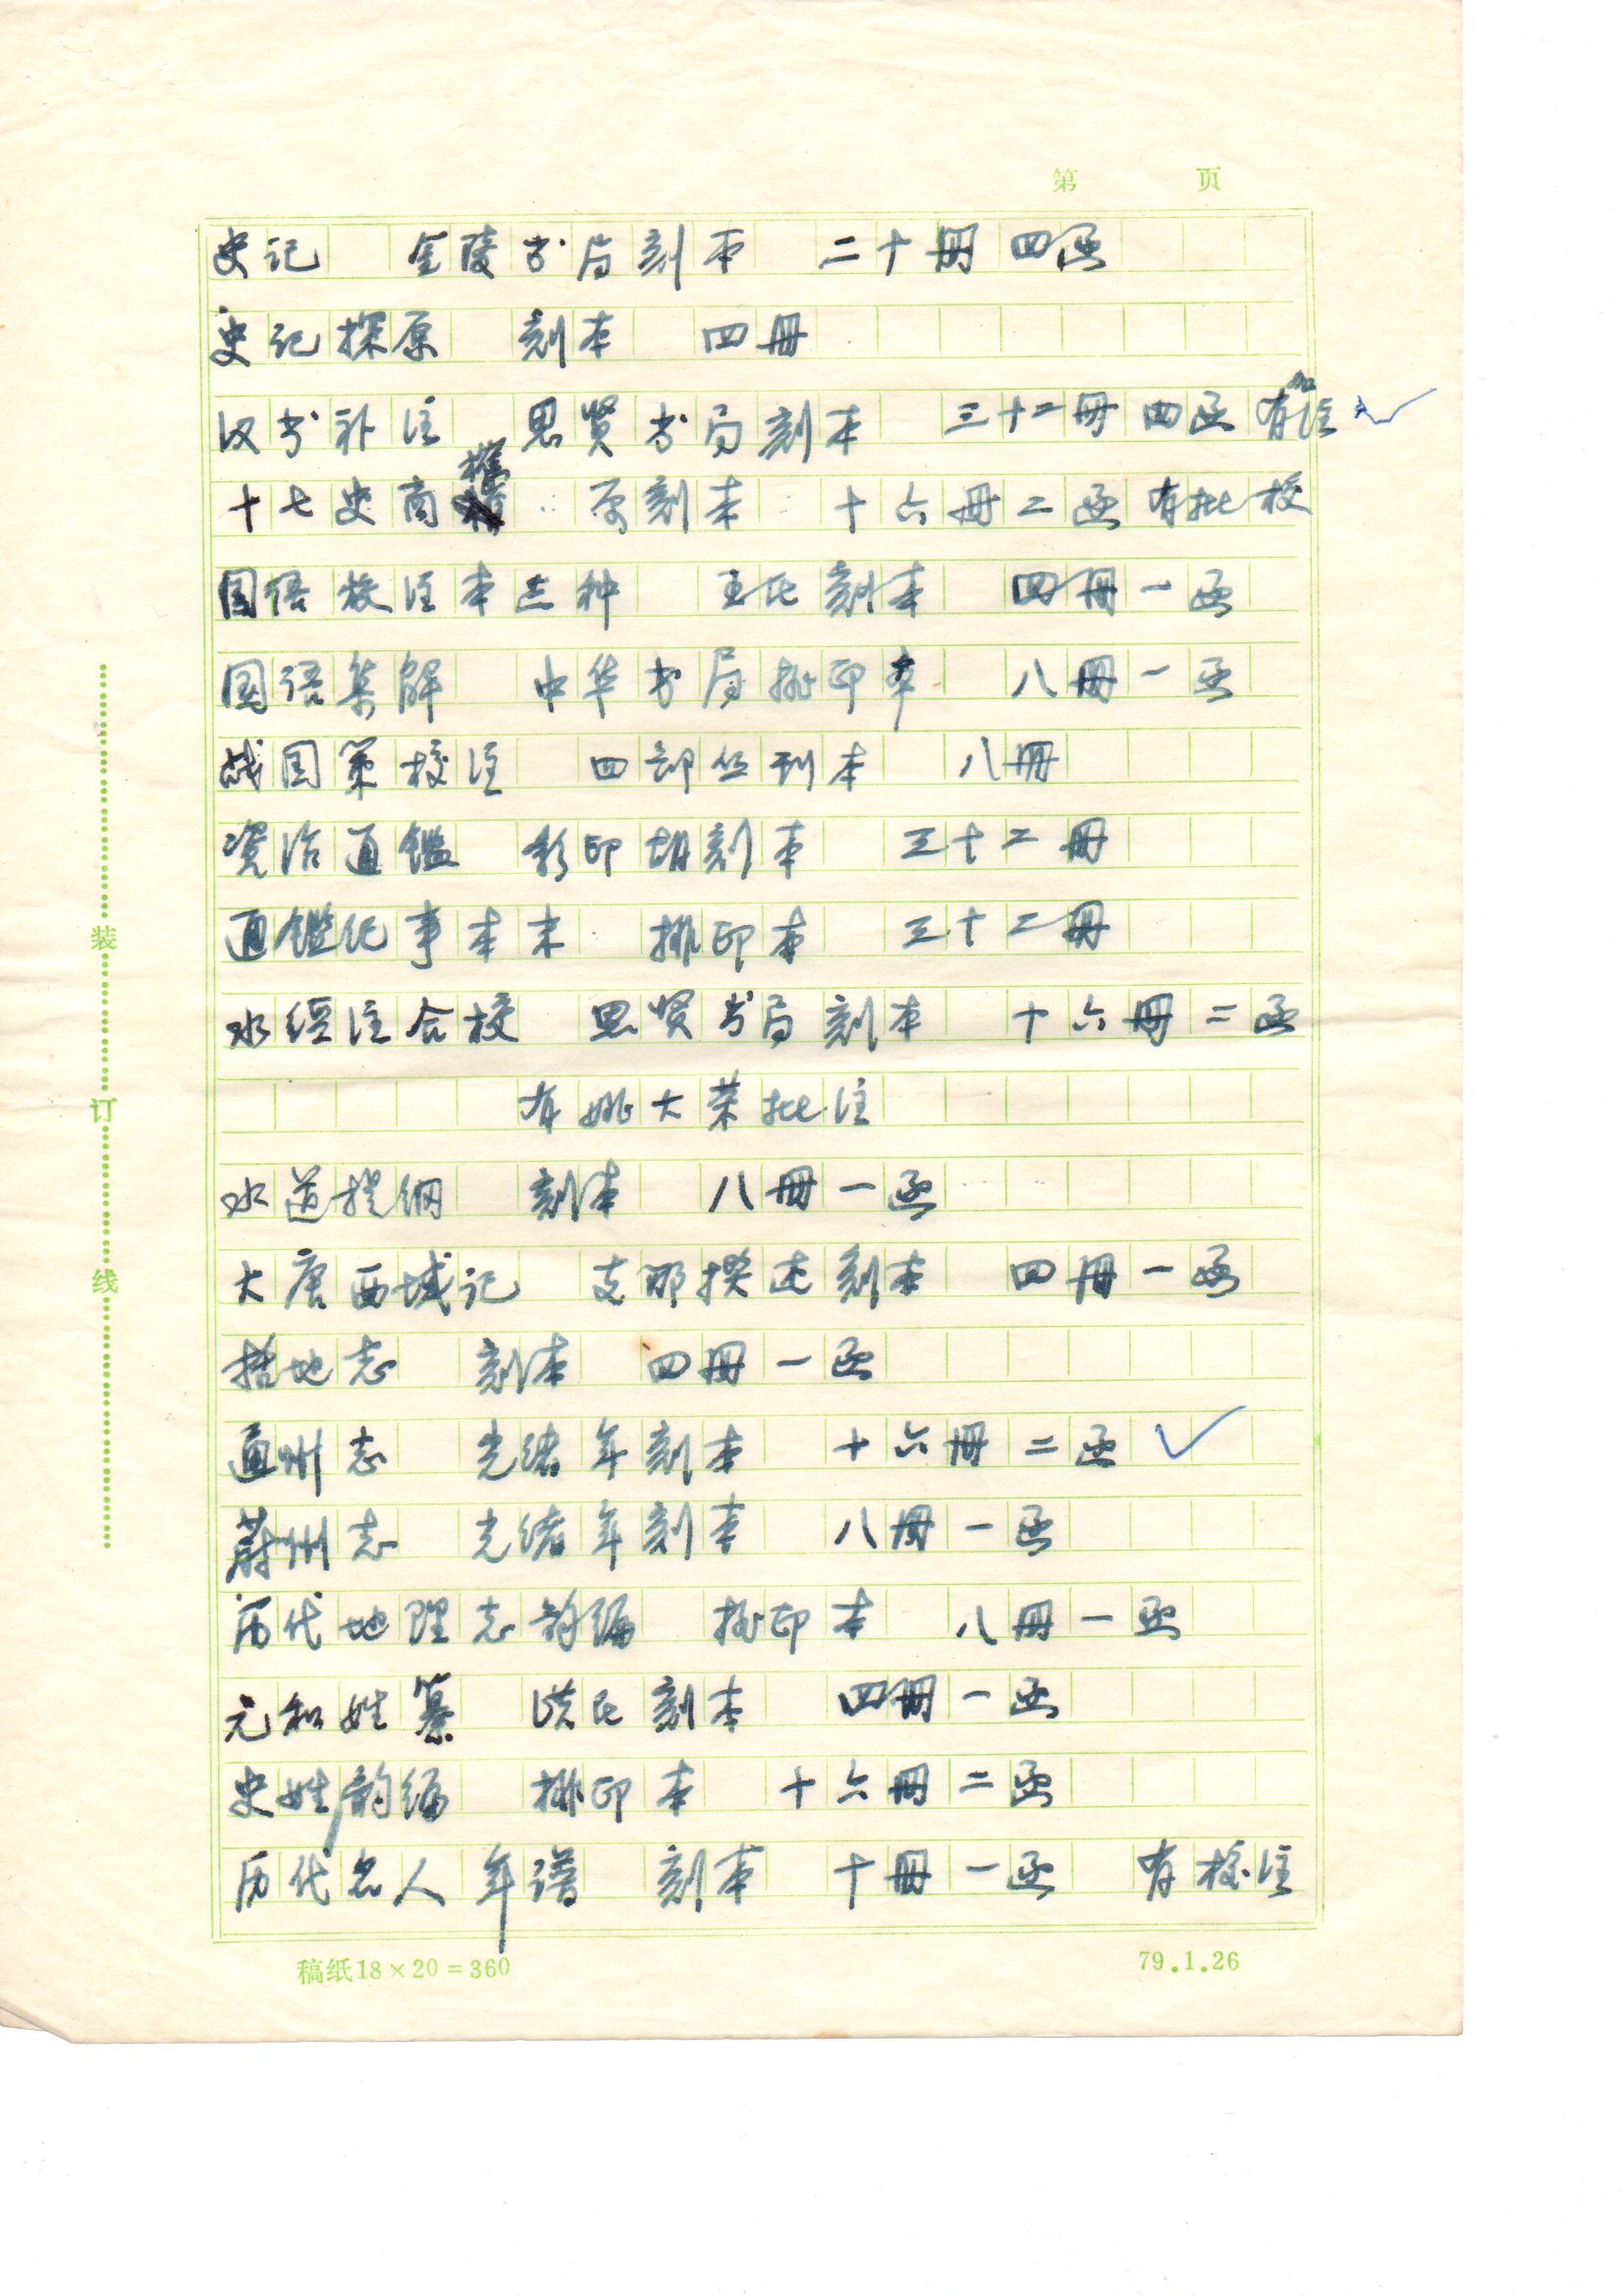 第 页
史记 金陵书局刻本 二十册 四函
史记探原 刻本 四册
汉书补注 思贤书局刻本 三十二册 四函 有加注
十七史商榷 原刻本 十六册 二函 有批校
国语校注本三种 王氏刻本 四册 一函
国语集解 中华书局排印本 八册 一函
战国策校注 四部丛刊本 八册
资治通鉴 影印胡刻本 三十二册
通鉴纪事本末 排印本 三十二册
水经注合校 思贤书局刻本 十六册 二函
有姚大荣批注
水道提纲 刻本 八册 一函
大唐西域记 支那撰述刻本 四册 一函
括地志 刻本 四册 一函
通州志 光绪年刻本 十六册 二函
蔚州志 光绪年刻本 八册 一函
历代地理志韵编 排印本 八册 一函
元和姓纂 洪氏刻本 四册 一函
史姓韵编 排印本 十六册 二函
历代名人年谱 刻本 十册 一函 有校注
稿纸18×20=360 79.1.26
装订线